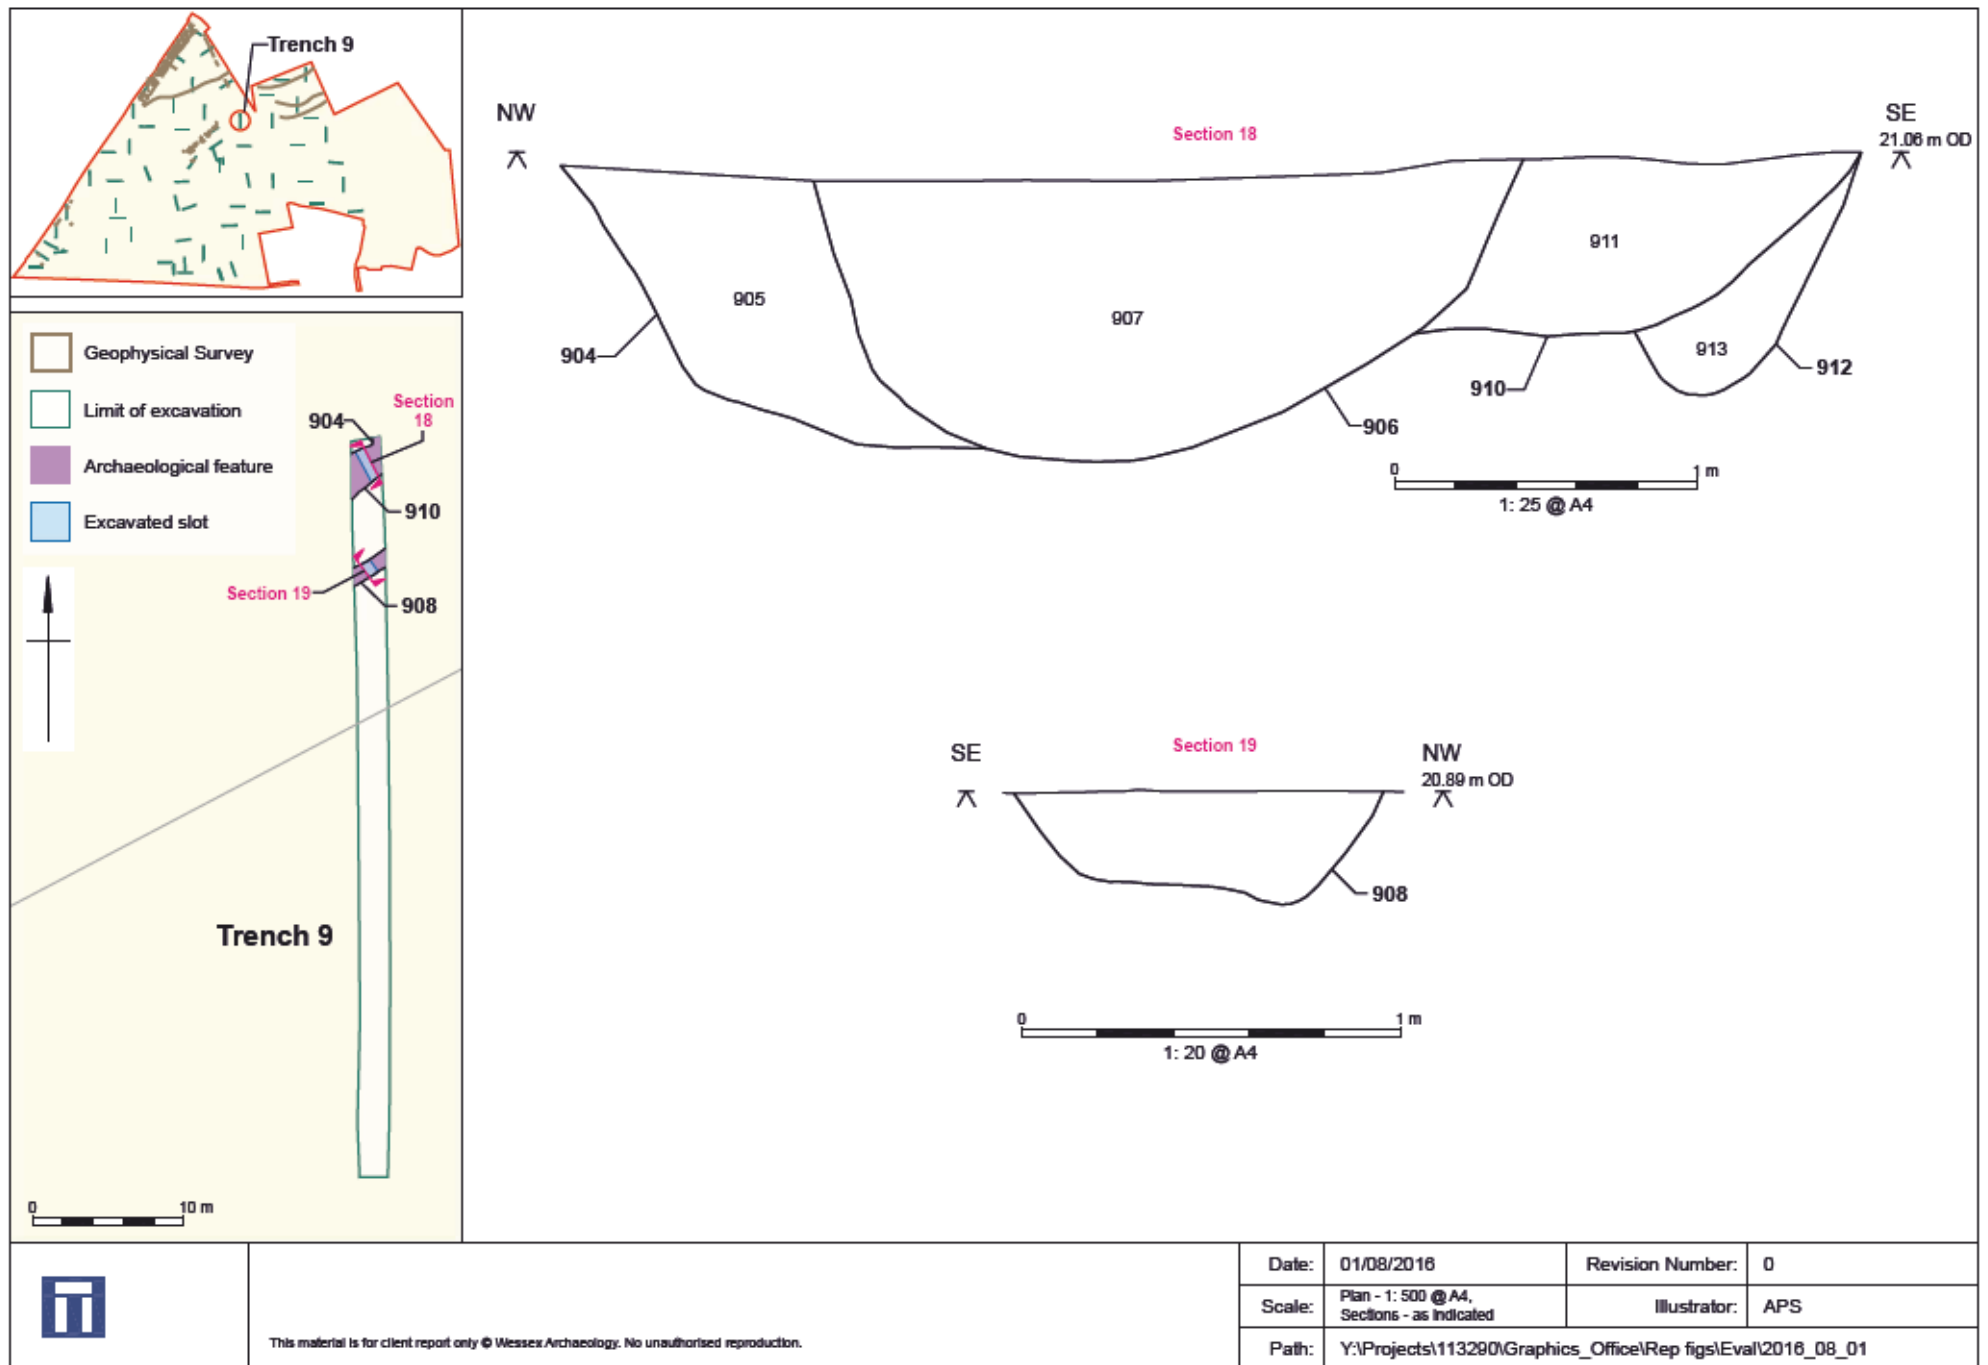 Trench 9
NW
Section 18
SE
21.06 m OD
905
907
911
913
904
910
912
906
0 1 m
1: 25 @ A4
Geophysical Survey
Limit of excavation
Archaeological feature
Excavated slot
904
Section
18
910
Section 19
908
Trench 9
0 10 m
SE
Section 19
NW
20.89 m OD
908
0 1 m
1: 20 @ A4
This material is for client report only © Wessex Archaeology. No unauthorised reproduction.
Date: 01/08/2016 Revision Number: 0
Scale: Plan - 1: 500 @ A4,
Sections - as indicated
Illustrator: APS
Path: Y:\Projects\113290\Graphics_Office\Rep figs\Eval\2016_08_01